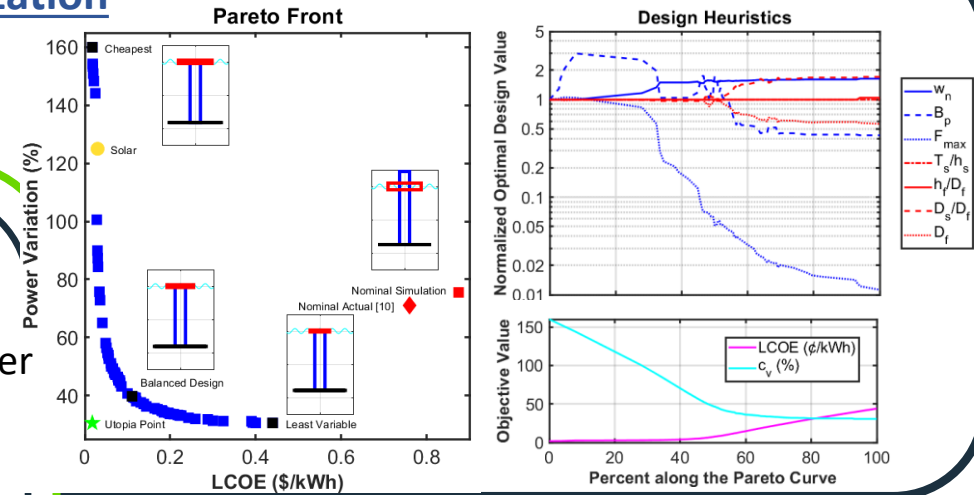 zation
Pareto Front
160
140
120
100
80
60
40
Power Variation (%)
Cheapest
Solar
Nominal Simulation
Nominal Actual [10]
Balanced Design
Utopia Point
Least Variable
0 0.2 0.4 0.6 0.8
LCOE ($/kWh)
er
Design Heuristics
5
2
1
0.5
0.2
0.1
0.05
0.02
0.01
Normalized Optimal Design Value
w_n
B_p
F_max
T_s/h_s
h_f/D_f
D_s/D_f
D_f
150
100
50
0
Objective Value
LCOE (¢/kWh)
c_v (%)
0 20 40 60 80 100
Percent along the Pareto Curve